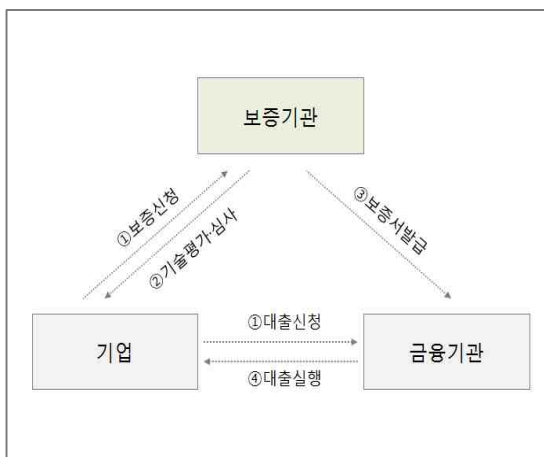 보증기관
①보증신청
②기술평가·심사
③보증서발급
기업
①대출신청
④대출실행
금융기관